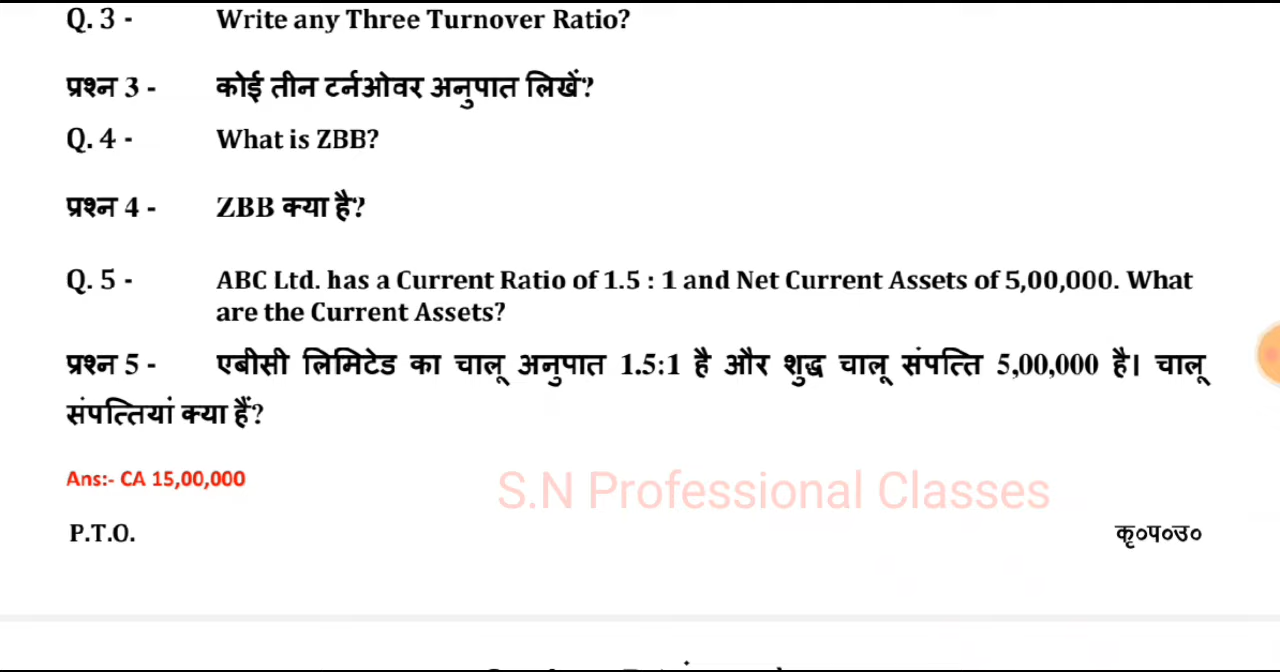 Q. 3 - Write any Three Turnover Ratio?
प्रश्न 3 - कोई तीन टर्नओवर अनुपात लिखें?
Q. 4 - What is ZBB?
प्रश्न 4 - ZBB क्या है?
Q. 5 - ABC Ltd. has a Current Ratio of 1.5 : 1 and Net Current Assets of 5,00,000. What
are the Current Assets?
प्रश्न 5 - एबीसी लिमिटेड का चालू अनुपात 1.5:1 है और शुद्ध चालू संपत्ति 5,00,000 है। चालू
संपत्तियां क्या हैं?
Ans:- CA 15,00,000
S.N Professional Classes
P.T.O. कृ०प०उ०